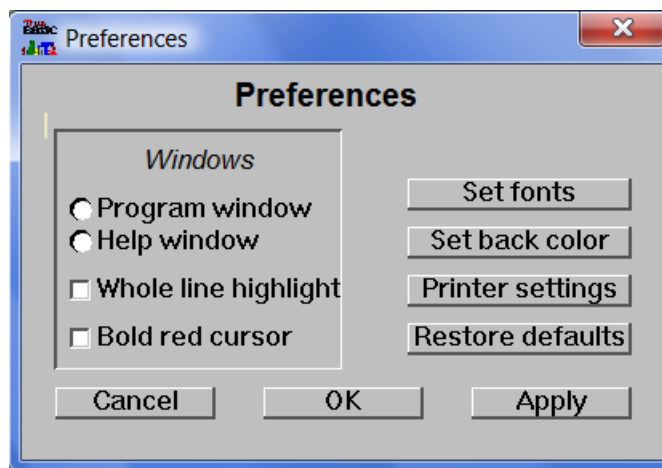 Preferences
Preferences
Windows
Program window
Help window
Whole line highlight
Bold red cursor
Set fonts
Set back color
Printer settings
Restore defaults
Cancel
OK
Apply